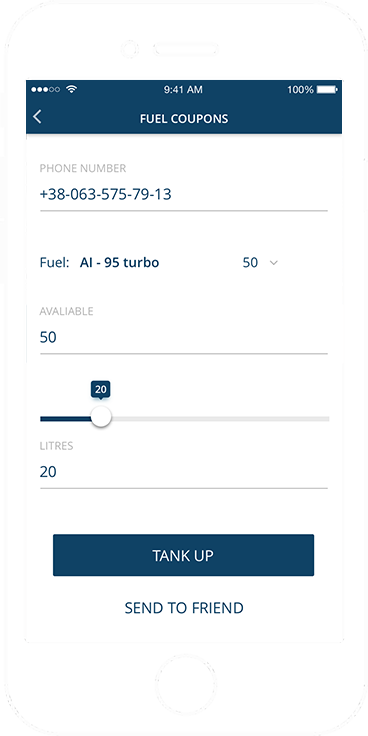 9:41 AM 100%
FUEL COUPONS
PHONE NUMBER
+38-063-575-79-13
Fuel: AI - 95 turbo 50
AVALIABLE
50
20
LITRES
20
TANK UP
SEND TO FRIEND